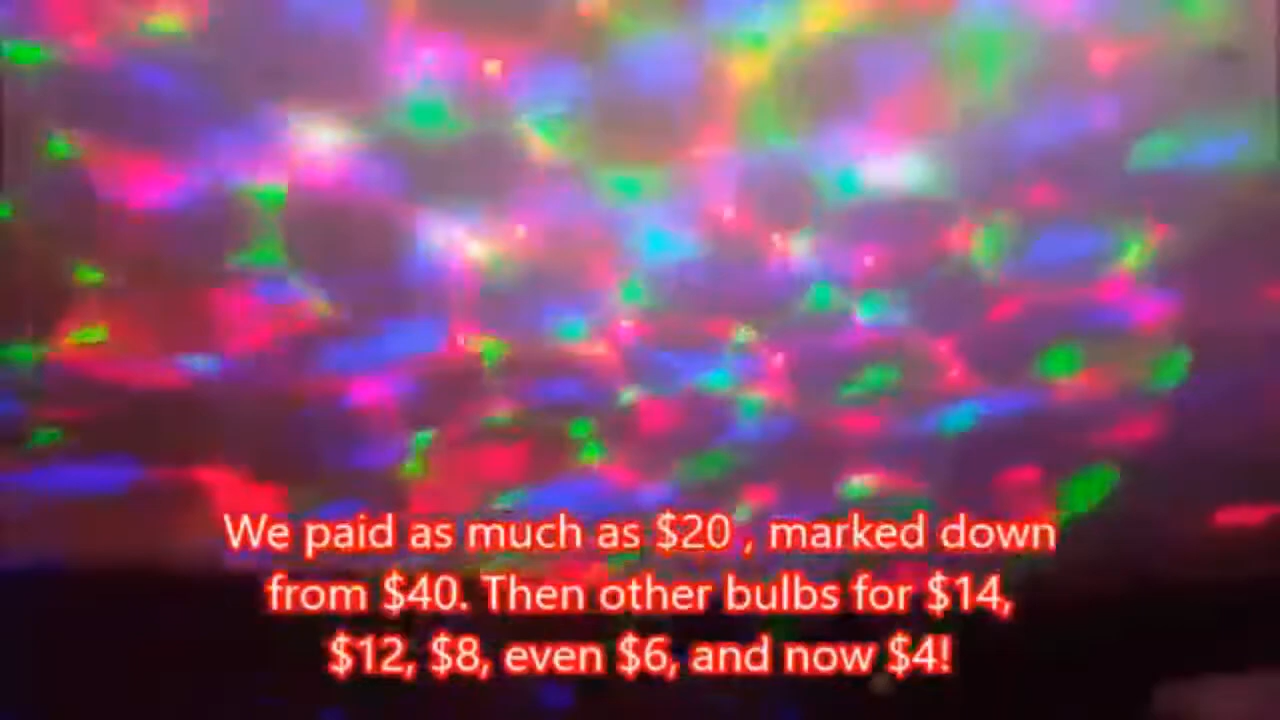 We paid as much as $20 , marked down
from $40. Then other bulbs for $14,
$12, $8, even $6, and now $4!